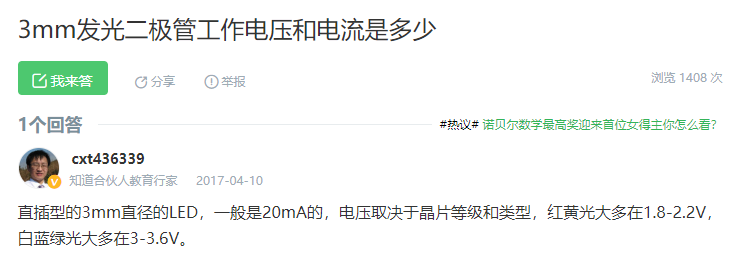 3mm发光二极管工作电压和电流是多少
我来答
分享
举报
浏览 1408 次
1个回答
#热议# 诺贝尔数学最高奖迎来首位女得主你怎么看?
cxt436339
知道合伙人教育行家 2017-04-10
直插型的3mm直径的LED，一般是20mA的，电压取决于晶片等级和类型，红黄光大多在1.8-2.2V，
白蓝绿光大多在3-3.6V。